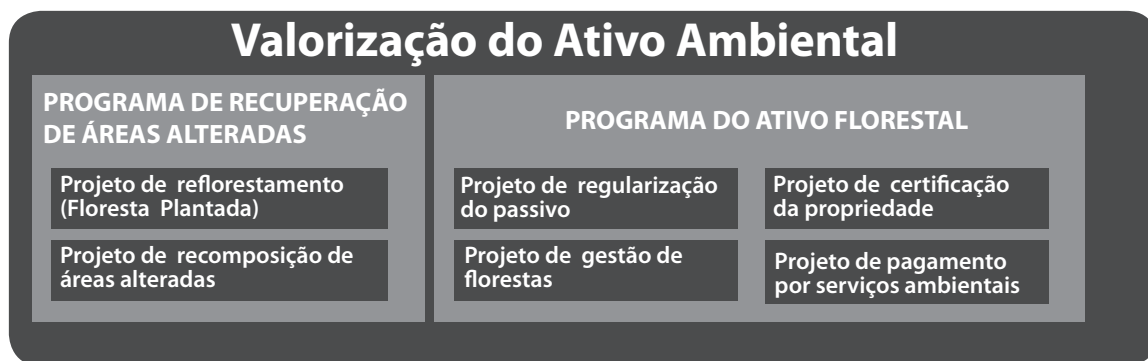 Valorização do Ativo Ambiental
PROGRAMA DE RECUPERAÇÃO
DE ÁREAS ALTERADAS
Projeto de reflorestamento
(Floresta Plantada)
Projeto de recomposição de
áreas alteradas
PROGRAMA DO ATIVO FLORESTAL
Projeto de regularização
do passivo
Projeto de certificação
da propriedade
Projeto de gestão de
florestas
Projeto de pagamento
por serviços ambientais